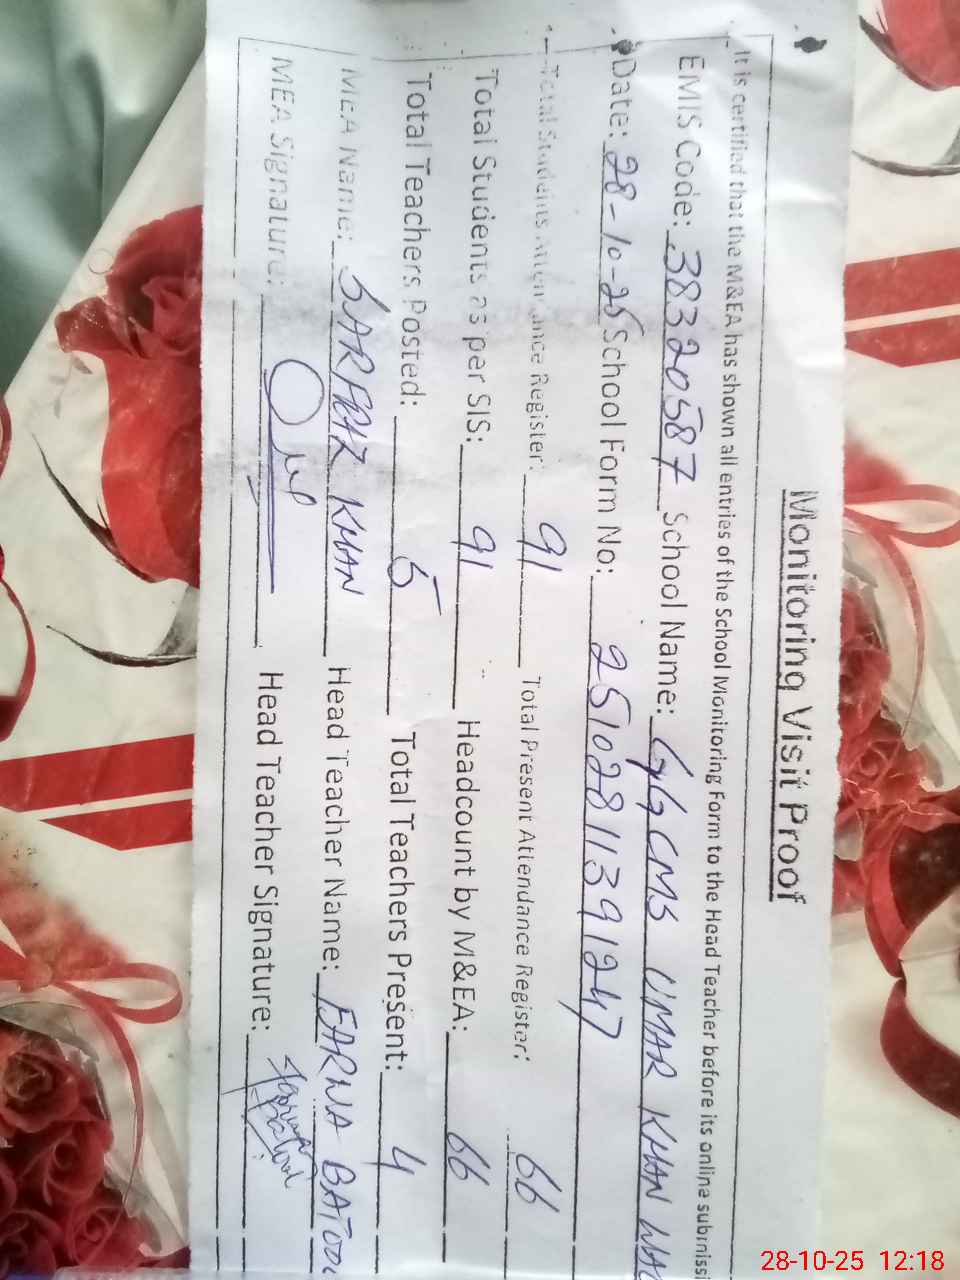 Monitoring Visit Proof
It is certified that the M&EA has shown all entries of the School Monitoring Form to the Head Teacher before its online submissi
EMIS Code: 38320587 School Name: GGCMS UMAR KHAN WA
Date: 28-10-25 School Form No: 25102811391247
Total Students Attendance Register: 91 Total Present Attendance Register: 66
Total Students as per SIS: 91 Headcount by M&EA: 66
Total Teachers Posted: 5 Total Teachers Present: 4
MEA Name: SARFRAZ KHAN Head Teacher Name: FARWA BATOO
MEA Signature: Head Teacher Signature:
28-10-25 12:18